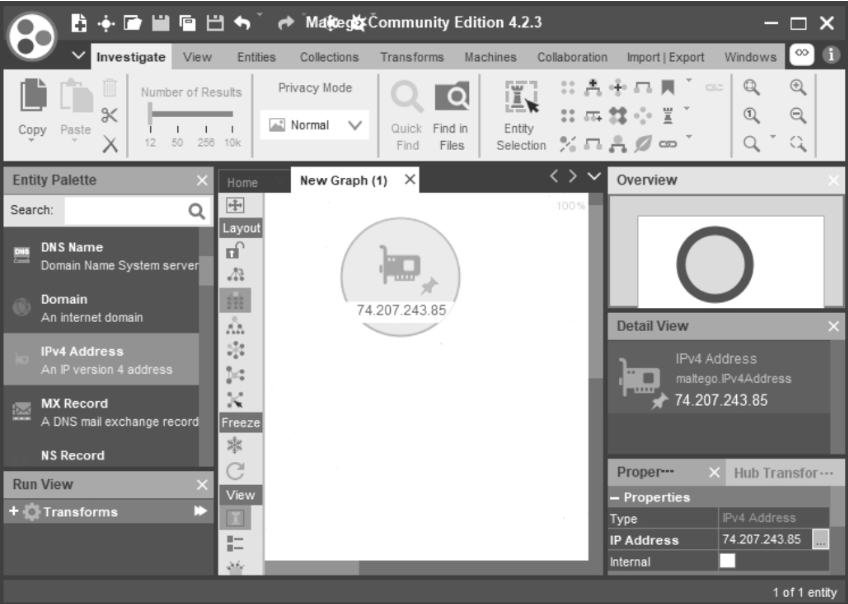 Maltego Community Edition 4.2.3
Investigate View Entities Collections Transforms Machines Collaboration Import | Export Windows
Copy
Paste
Number of Results
12 50 256 10k
Privacy Mode
Normal
Quick
Find
Find in
Files
Entity
Selection
Entity Palette
Search:
DNS
DNS Name
Domain Name System server
Domain
An internet domain
IPv4 Address
An IP version 4 address
MX Record
A DNS mail exchange record
NS Record
Run View
+ Transforms
Home
New Graph (1)
Layout
Freeze
View
100%
74.207.243.85
Overview
Detail View
IPv4 Address
maltego.IPv4Address
74.207.243.85
Proper···
Hub Transfor···
– Properties
Type IPv4 Address
IP Address 74.207.243.85 ...
Internal
1 of 1 entity